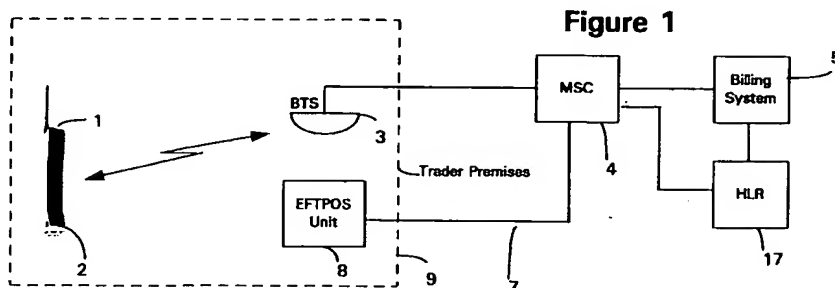 Figure 1
1
2
BTS
3
EFTPOS
Unit
8
9
Trader Premises
7
MSC
4
Billing
System
5
HLR
17